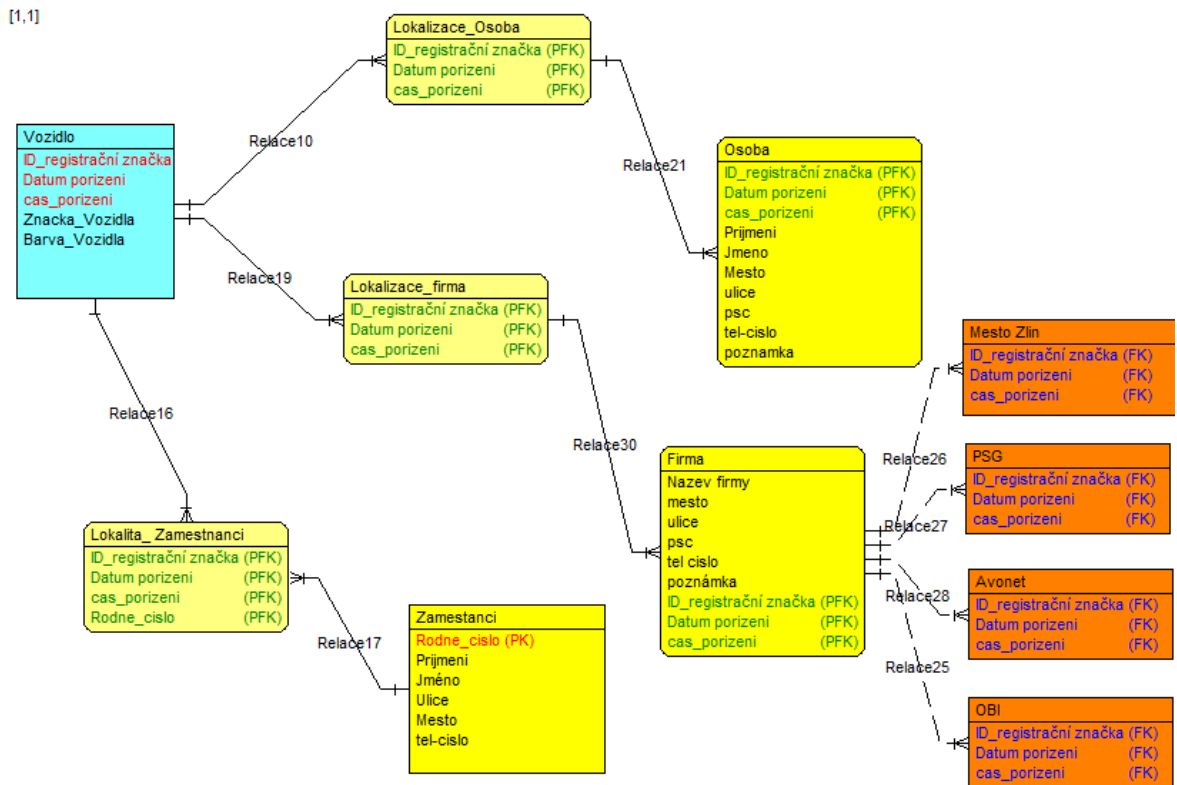 [1,1]
Lokalizace_Osoba
ID_registrační značka (PFK)
Datum porizeni (PFK)
cas_porizeni (PFK)
Vozidlo
ID_registrační značka
Datum porizeni
cas_porizeni
Znacka_Vozidla
Barva_Vozidla
Relace10
Relace21
Osoba
ID_registrační značka (PFK)
Datum porizeni (PFK)
cas_porizeni (PFK)
Prijmeni
Jmeno
Mesto
ulice
psc
tel-cislo
poznamka
Relace19
Lokalizace_firma
ID_registrační značka (PFK)
Datum porizeni (PFK)
cas_porizeni (PFK)
Mesto Zlin
ID_registrační značka (FK)
Datum porizeni (FK)
cas_porizeni (FK)
Relace16
Relace30
Firma
Nazev firmy
mesto
ulice
psc
tel cislo
poznámka
ID_registrační značka (PFK)
Datum porizeni (PFK)
cas_porizeni (PFK)
Relace26
Relace27
Relace28
Relace25
PSG
ID_registrační značka (FK)
Datum porizeni (FK)
cas_porizeni (FK)
Lokalita_ Zamestnanci
ID_registrační značka (PFK)
Datum porizeni (PFK)
cas_porizeni (PFK)
Rodne_cislo (PFK)
Relace17
Zamestanci
Rodne_cislo (PK)
Prijmeni
Jméno
Ulice
Mesto
tel-cislo
Avonet
ID_registrační značka (FK)
Datum porizeni (FK)
cas_porizeni (FK)
OBI
ID_registrační značka (FK)
Datum porizeni (FK)
cas_porizeni (FK)